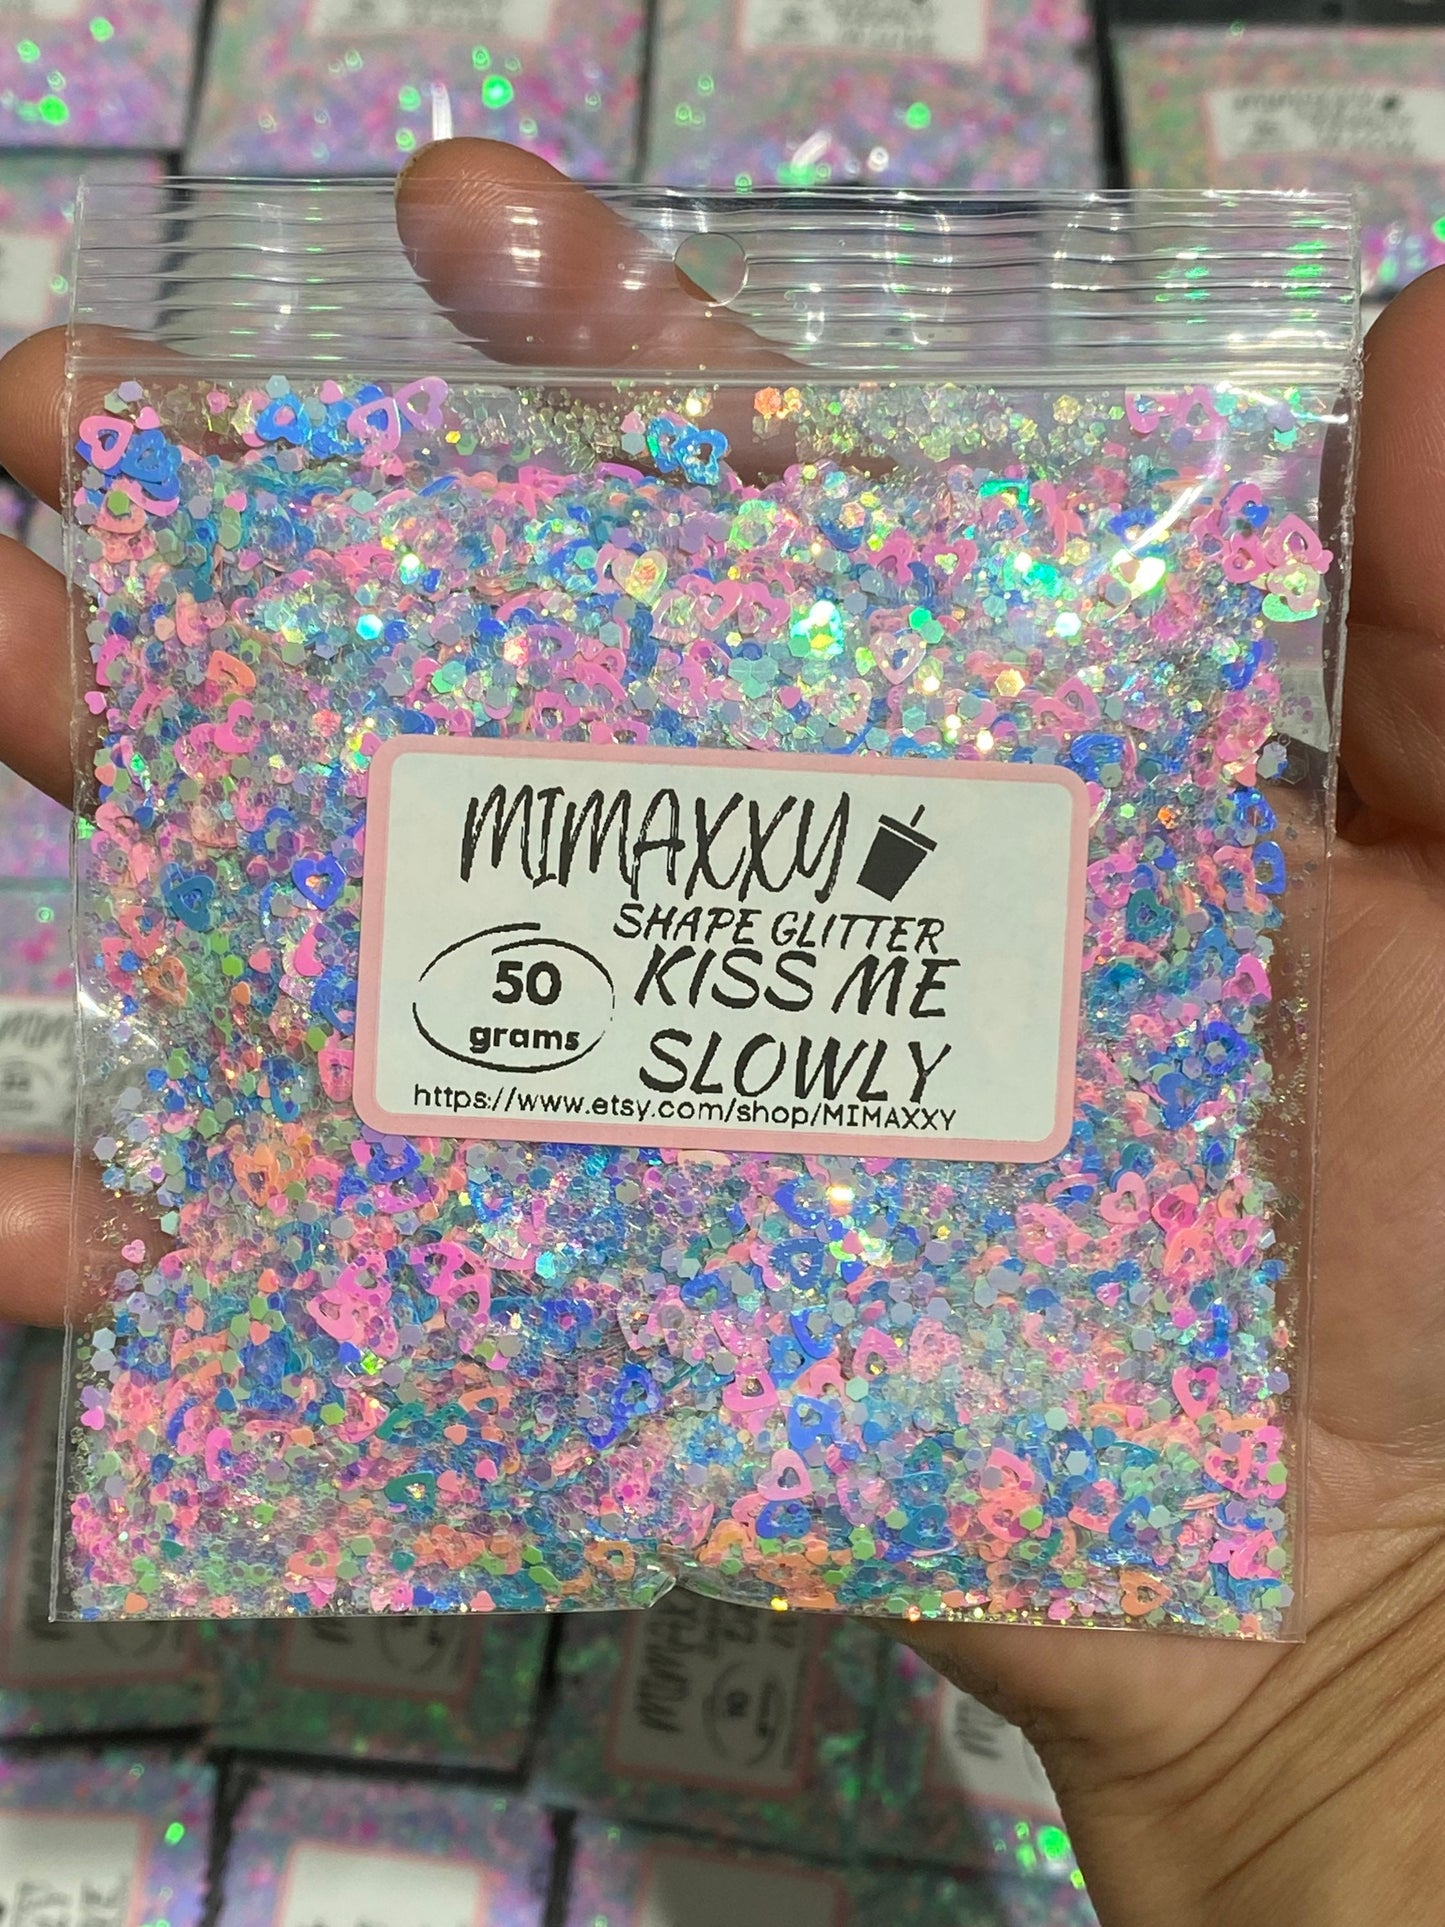 MIMAXXY
SHAPE GLITTER
KISS ME
SLOWLY
50
grams
https://www.etsy.com/shop/MIMAXXY